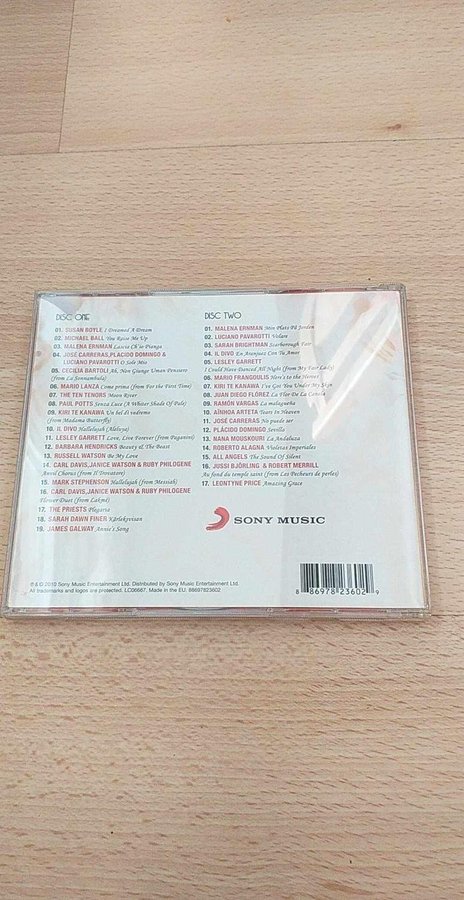 DISC ONE
01. SUSAN BOYLE I Dreamed A Dream
02. MICHAEL BALL You Raise Me Up
03. MALENA ERNMAN Lascia Ch'io Pianga
04. JOSÉ CARRERAS, PLACIDO DOMINGO &
LUCIANO PAVAROTTI O Sole Mio
05. CECILIA BARTOLI Ah, Non Giunge Uman Pensiero
(from La Sonnambula)
06. MARIO LANZA Come prima (from For the First Time)
07. THE TEN TENORS Moon River
08. PAUL POTTS Senza Luce (A Whiter Shade Of Pale)
09. KIRI TE KANAWA Un bel di vedremo
(from Madama Butterfly)
10. IL DIVO Hallelujah (Aleluya)
11. LESLEY GARRETT Love, Live Forever (from Paganini)
12. BARBARA HENDRICKS Beauty & The Beast
13. RUSSELL WATSON Be My Love
14. CARL DAVIS,JANICE WATSON & RUBY PHILOGENE
Anvil Chorus (from Il Trovatore)
15. MARK STEPHENSON Hallelujah (from Messiah)
16. CARL DAVIS,JANICE WATSON & RUBY PHILOGENE
Flower Duet (from Lakmé)
17. THE PRIESTS Plegaria
18. SARAH DAWN FINER Kärleksvisan
19. JAMES GALWAY Annie's Song
DISC TWO
01. MALENA ERNMAN Min Plats På Jorden
02. LUCIANO PAVAROTTI Volare
03. SARAH BRIGHTMAN Scarborough Fair
04. IL DIVO En Aranjuez Con Tu Amor
05. LESLEY GARRETT
I Could Have Danced All Night (from My Fair Lady)
06. MARIO FRANGOULIS Here's to the Heroes
07. KIRI TE KANAWA I've Got You Under My Skin
08. JUAN DIEGO FLÓREZ La Flor De La Canela
09. RAMÓN VARGAS La malagueña
10. AINHOA ARTETA Tears In Heaven
11. JOSÉ CARRERAS No puede ser
12. PLÁCIDO DOMINGO Sevilla
13. NANA MOUSKOURI La Andaluza
14. ROBERTO ALAGNA Violetas Imperiales
15. ALL ANGELS The Sound Of Silence
16. JUSSI BJÖRLING & ROBERT MERRILL
Au fond du temple saint (from Les Pecheurs de perles)
17. LEONTYNE PRICE Amazing Grace
SONY MUSIC
℗ & © 2010 Sony Music Entertainment Ltd. Distributed by Sony Music Entertainment Ltd.
All trademarks and logos are protected. LC06667, Made in the EU. 88697823602
8 86978 23602 9